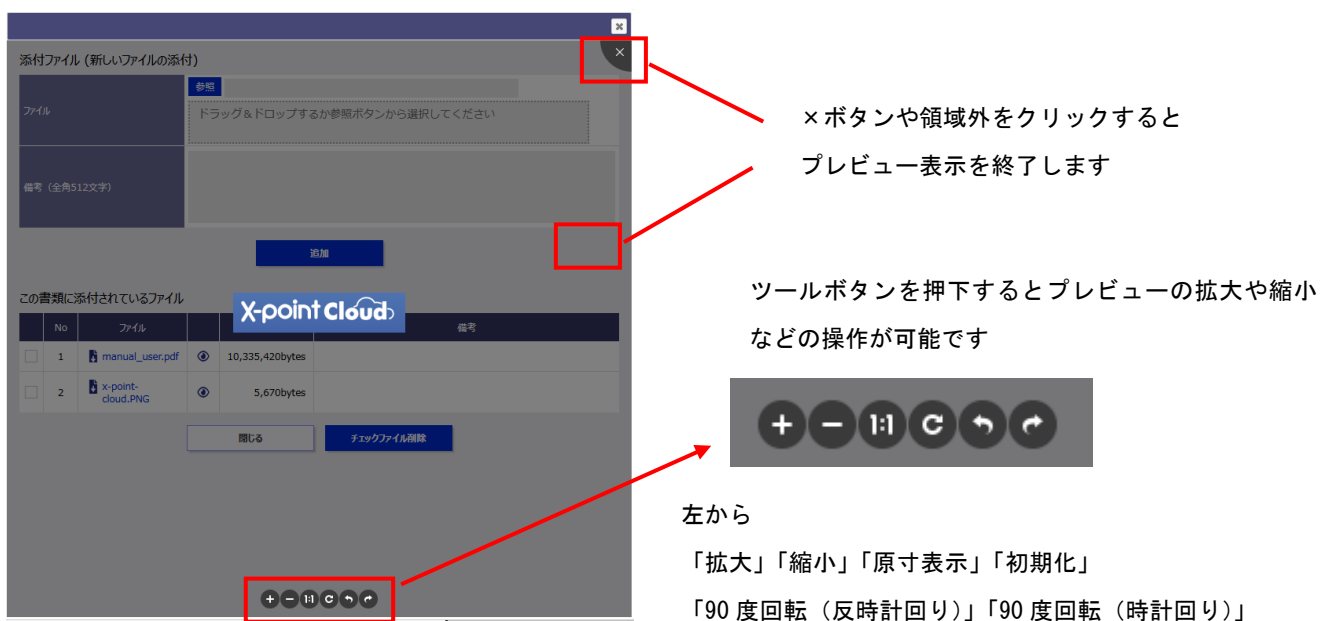 添付ファイル (新しいファイルの添付)
ファイル
参照
ドラッグ＆ドロップするか参照ボタンから選択してください
備考（全角512文字）
追加
この書類に添付されているファイル
X-point Cloud
No ファイル 備考
1 manual_user.pdf 10,335,420bytes
2 x-point-
cloud.PNG 5,670bytes
閉じる チェックファイル削除
1:1
×ボタンや領域外をクリックすると
プレビュー表示を終了します
ツールボタンを押下するとプレビューの拡大や縮小
などの操作が可能です
1:1
左から
「拡大」「縮小」「原寸表示」「初期化」
「90 度回転（反時計回り）」「90 度回転（時計回り）」